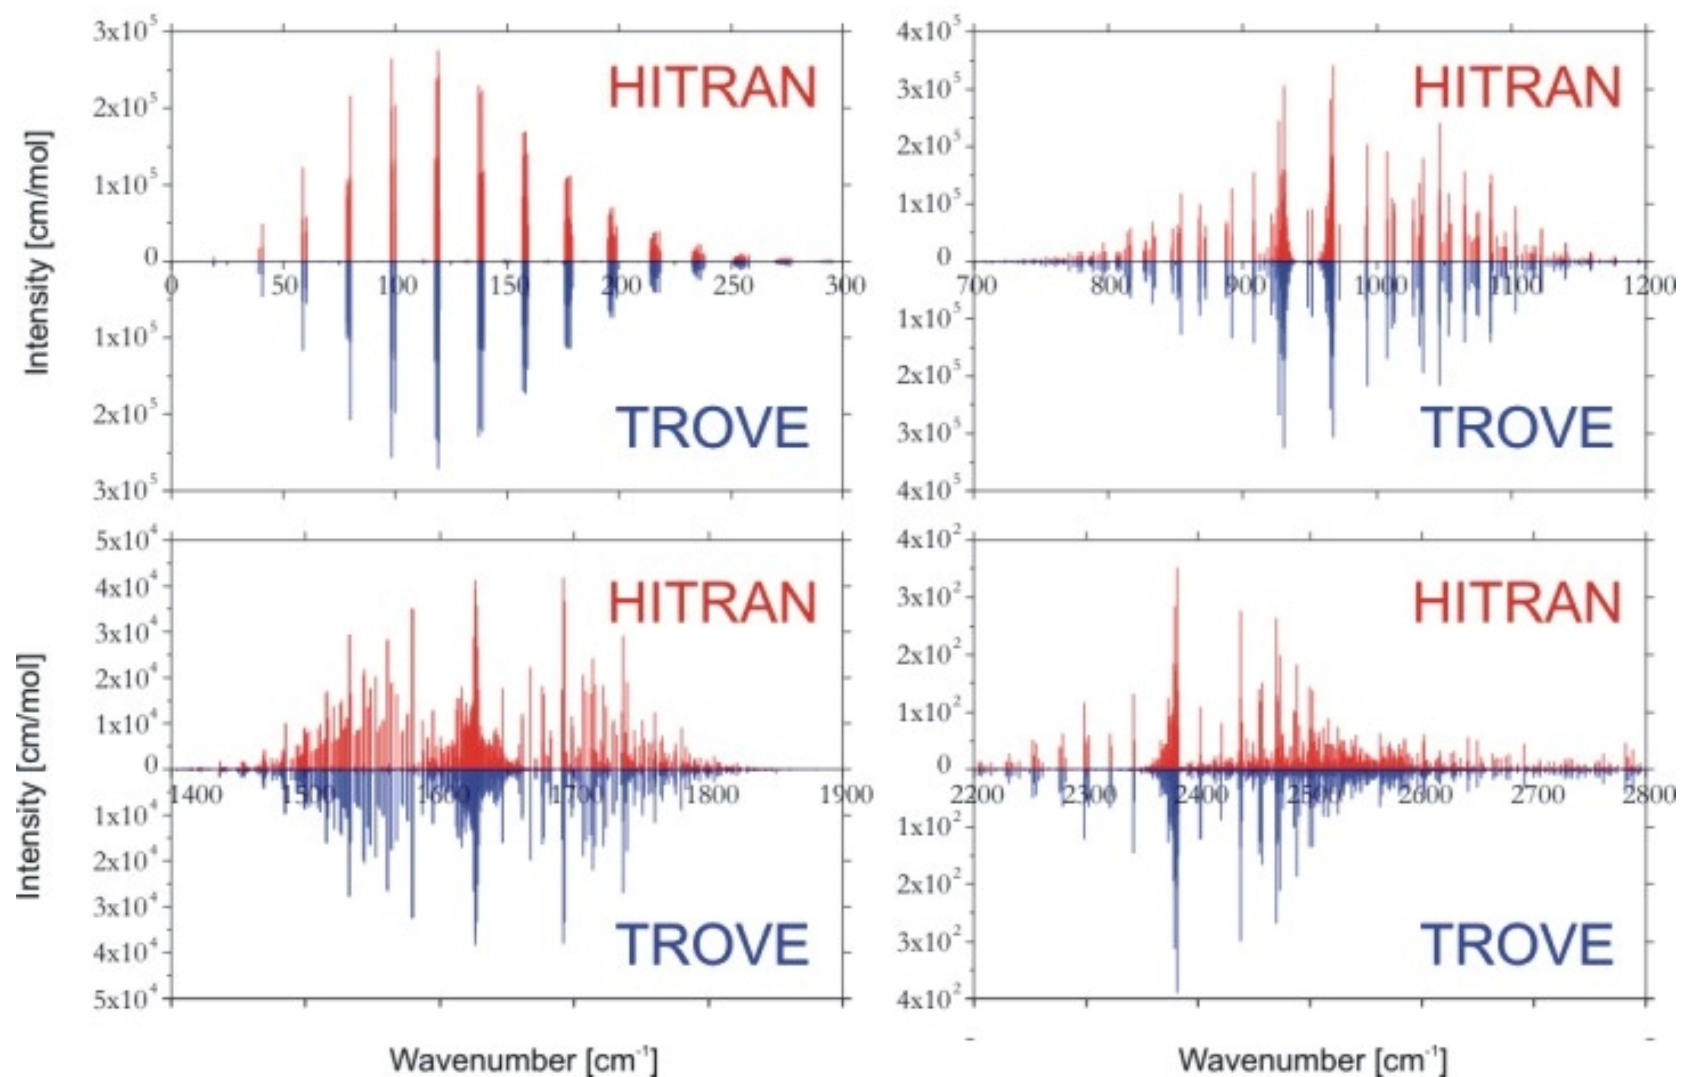 3x10⁵
2x10⁵
1x10⁵
0
1x10⁵
2x10⁵
3x10⁵
0 50 100 150 200 250 300
HITRAN
TROVE
Intensity [cm/mol]
4x10⁵
3x10⁵
2x10⁵
1x10⁵
0
1x10⁵
2x10⁵
3x10⁵
4x10⁵
700 800 900 1000 1100 1200
HITRAN
TROVE
5x10⁴
4x10⁴
3x10⁴
2x10⁴
1x10⁴
0
1x10⁴
2x10⁴
3x10⁴
4x10⁴
5x10⁴
1400 1500 1600 1700 1800 1900
HITRAN
TROVE
Intensity [cm/mol]
Wavenumber [cm⁻¹]
4x10²
3x10²
2x10²
1x10²
0
1x10²
2x10²
3x10²
4x10²
2200 2300 2400 2500 2600 2700 2800
HITRAN
TROVE
Wavenumber [cm⁻¹]